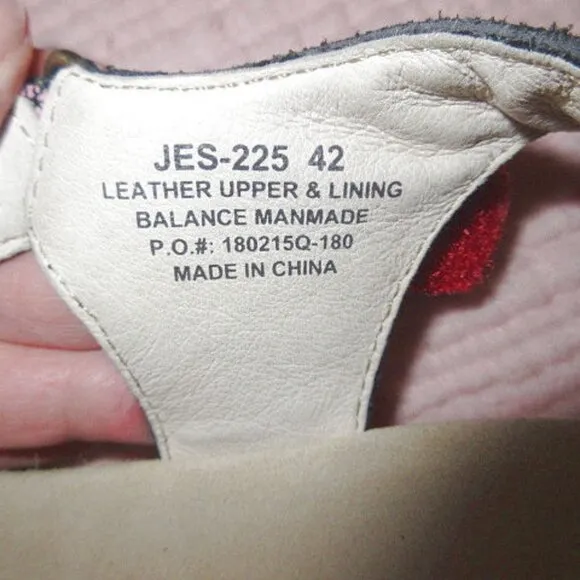 JES-225 42
LEATHER UPPER & LINING
BALANCE MANMADE
P.O.#: 180215Q-180
MADE IN CHINA